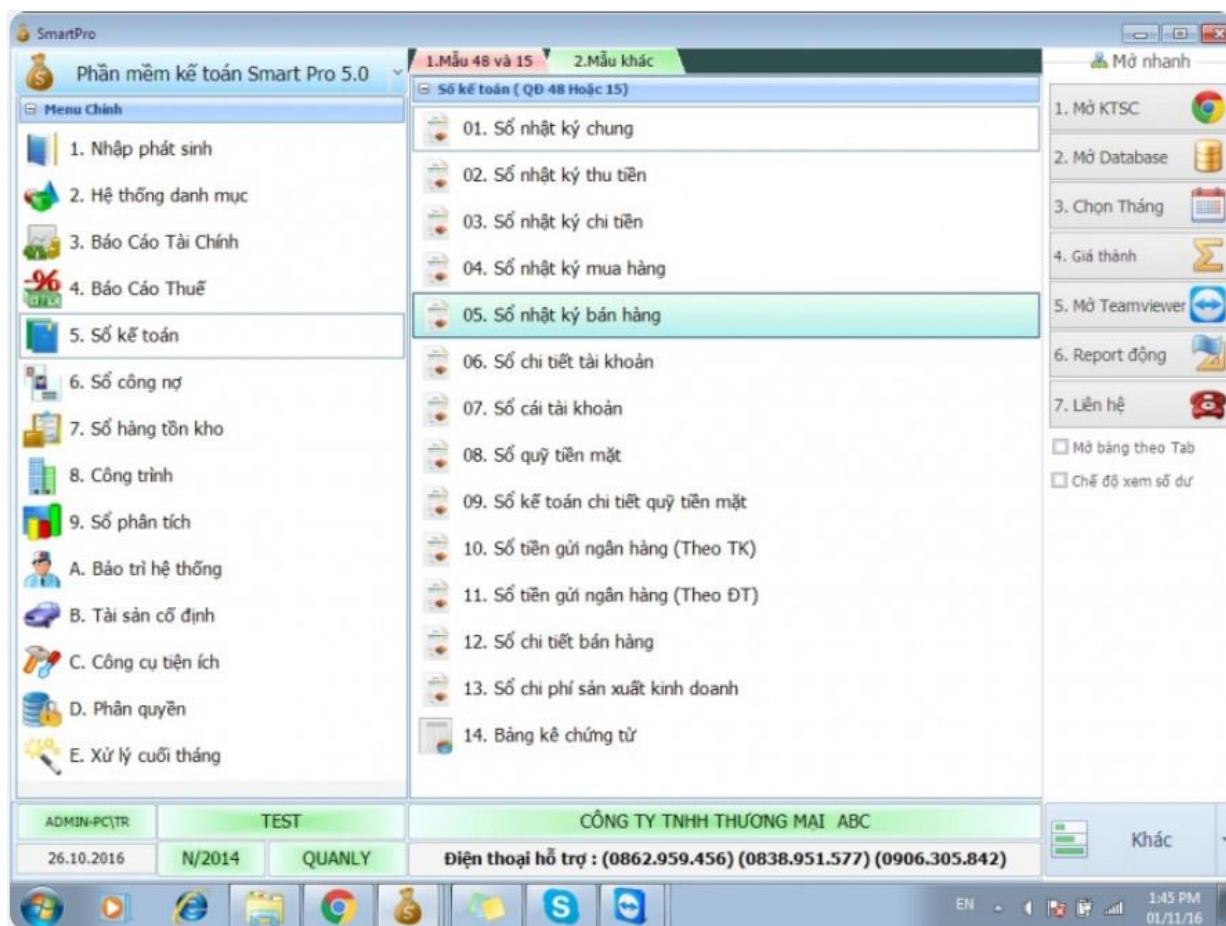 SmartPro
Phần mềm kế toán Smart Pro 5.0
Menu Chính
1. Nhập phát sinh
2. Hệ thống danh mục
3. Báo Cáo Tài Chính
4. Báo Cáo Thuế
5. Sổ kế toán
6. Sổ công nợ
7. Sổ hàng tồn kho
8. Công trình
9. Sổ phân tích
A. Bảo trì hệ thống
B. Tài sản cố định
C. Công cụ tiện ích
D. Phân quyền
E. Xử lý cuối tháng
1.Mẫu 48 và 15
2.Mẫu khác
Sổ kế toán ( QĐ 48 Hoặc 15)
01. Sổ nhật ký chung
02. Sổ nhật ký thu tiền
03. Sổ nhật ký chi tiền
04. Sổ nhật ký mua hàng
05. Sổ nhật ký bán hàng
06. Sổ chi tiết tài khoản
07. Sổ cái tài khoản
08. Sổ quỹ tiền mặt
09. Sổ kế toán chi tiết quỹ tiền mặt
10. Sổ tiền gửi ngân hàng (Theo TK)
11. Sổ tiền gửi ngân hàng (Theo ĐT)
12. Sổ chi tiết bán hàng
13. Sổ chi phí sản xuất kinh doanh
14. Bảng kê chứng từ
Mở nhanh
1. Mở KTSC
2. Mở Database
3. Chọn Tháng
4. Giá thành
5. Mở Teamviewer
6. Report động
7. Liên hệ
Mở bảng theo Tab
Chế độ xem số dư
ADMIN-PC\TR
TEST
CÔNG TY TNHH THƯƠNG MẠI ABC
26.10.2016
N/2014
QUANLY
Điện thoại hỗ trợ : (0862.959.456) (0838.951.577) (0906.305.842)
Khác
EN
1:45 PM
01/11/16